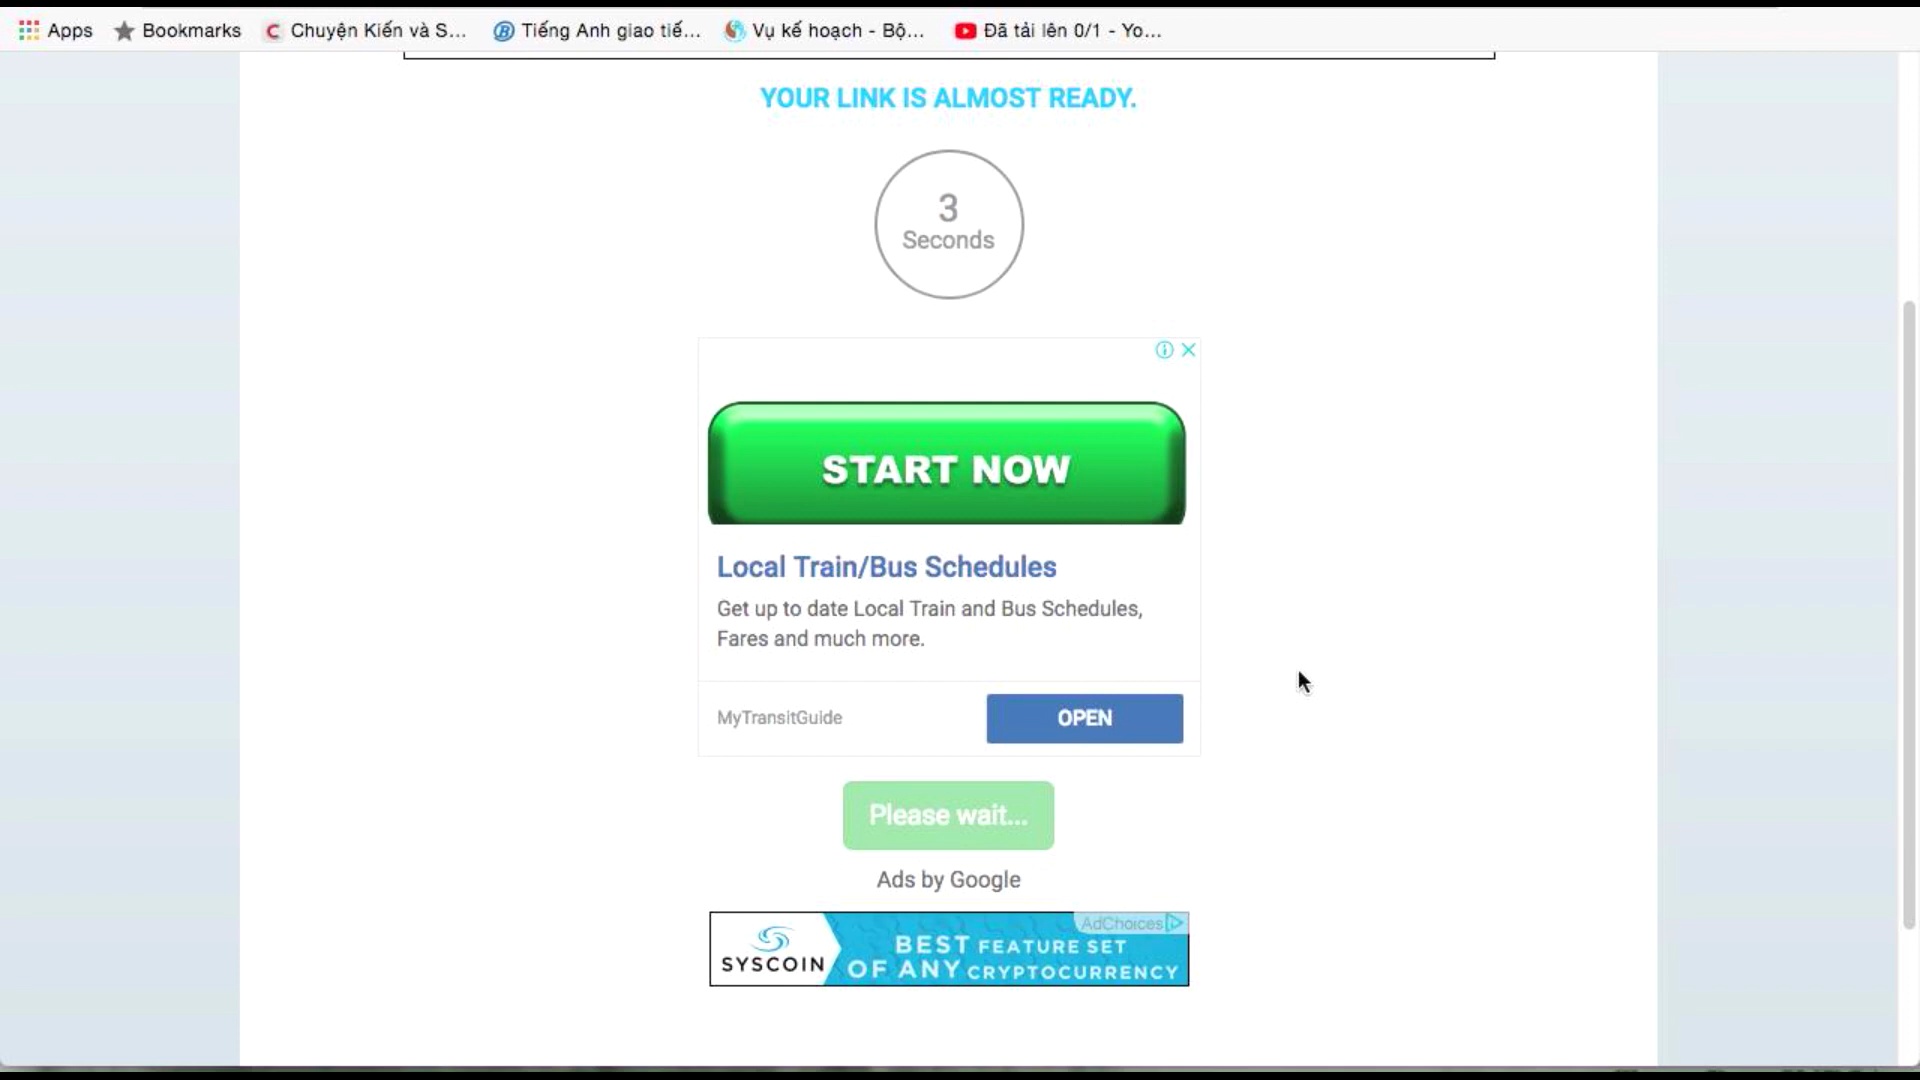 Apps Bookmarks Chuyện Kiến và S... Tiếng Anh giao tiế... Vụ kế hoạch - Bộ... Đã tải lên 0/1 - Yo...
YOUR LINK IS ALMOST READY.
3
Seconds
START NOW
Local Train/Bus Schedules
Get up to date Local Train and Bus Schedules,
Fares and much more.
MyTransitGuide OPEN
Please wait...
Ads by Google
AdChoices
SYSCOIN
BEST FEATURE SET
OF ANY CRYPTOCURRENCY